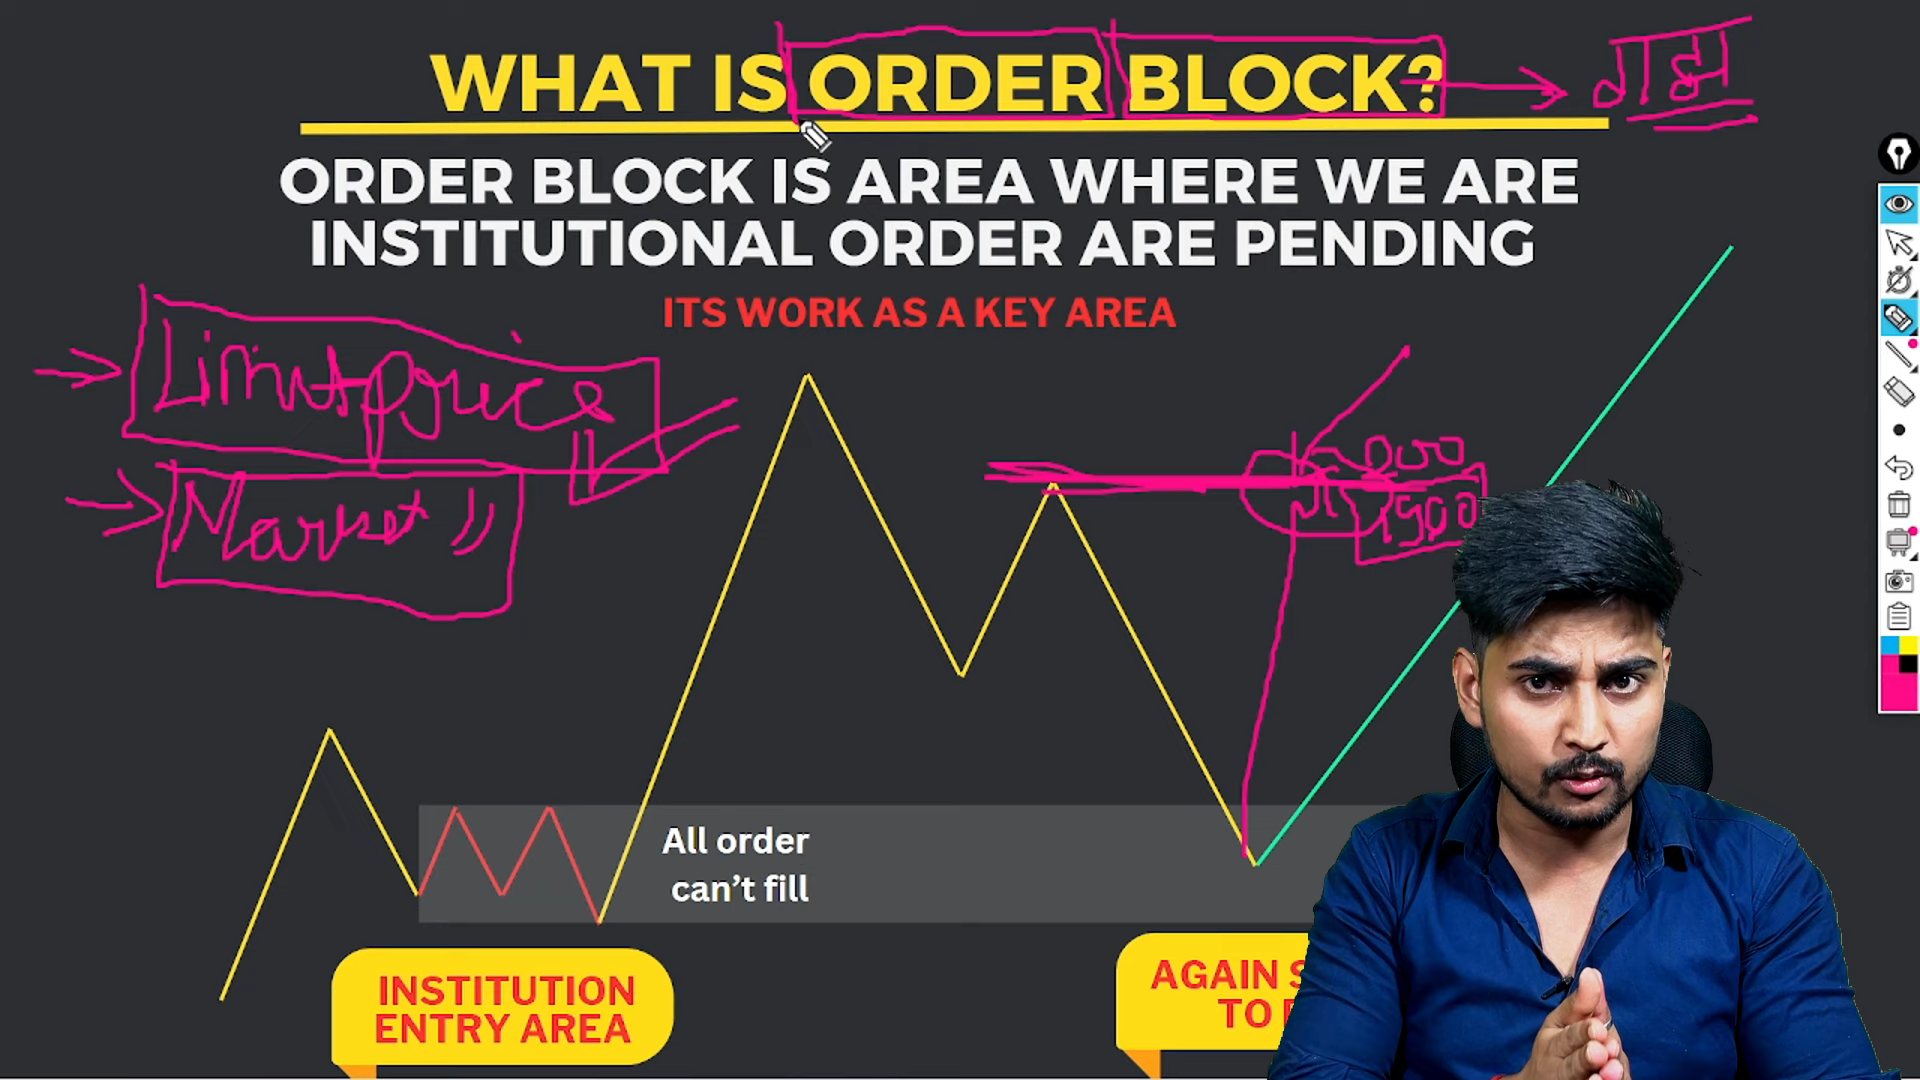 WHAT IS ORDER BLOCK?
ORDER BLOCK IS AREA WHERE WE ARE
INSTITUTIONAL ORDER ARE PENDING
ITS WORK AS A KEY AREA
Limit price
Market
1500
All order
can’t fill
INSTITUTION
ENTRY AREA
AGAIN
TO